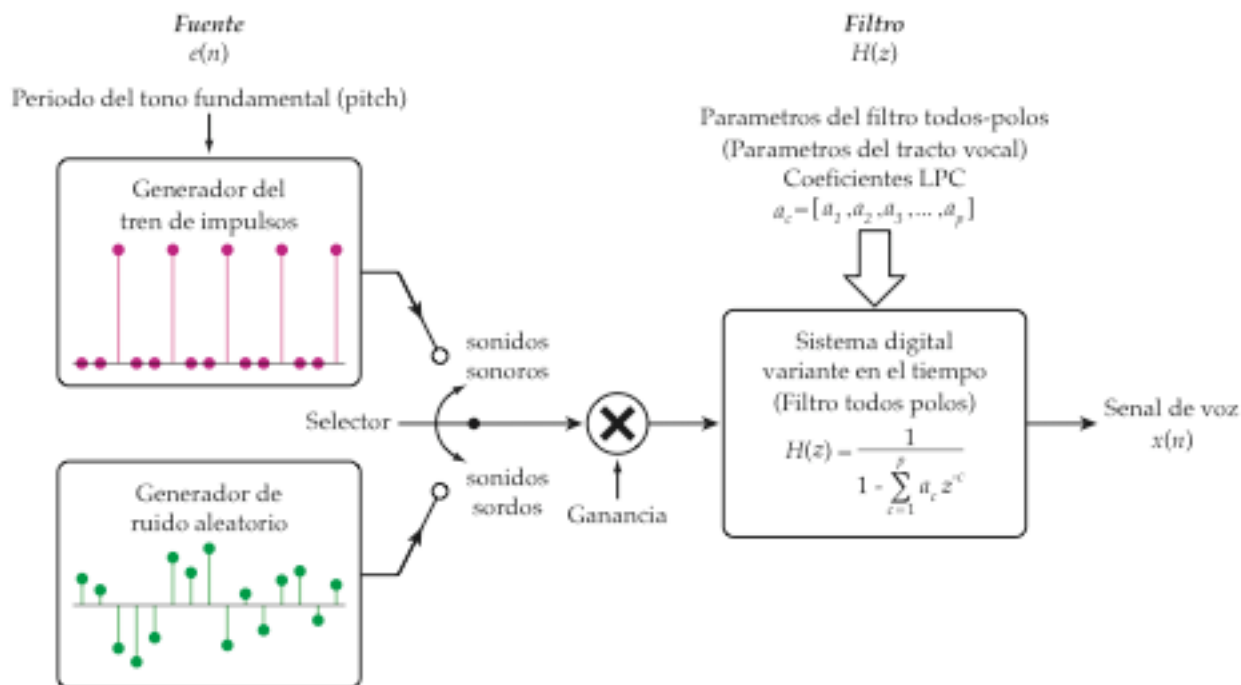 Fuente
e(n)
Periodo del tono fundamental (pitch)
Generador del
tren de impulsos
Selector
sonidos
sonoros
sonidos
sordos
Generador de
ruido aleatorio
Ganancia
Filtro
H(z)
Parametros del filtro todos-polos
(Parametros del tracto vocal)
Coeficientes LPC
a_c=[a_1,a_2,a_3,...,a_p]
Sistema digital
variante en el tiempo
(Filtro todos polos)
H(z) = 1 / (1 - ∑_{c=1}^{p} a_c z^{-c})
Senal de voz
x(n)